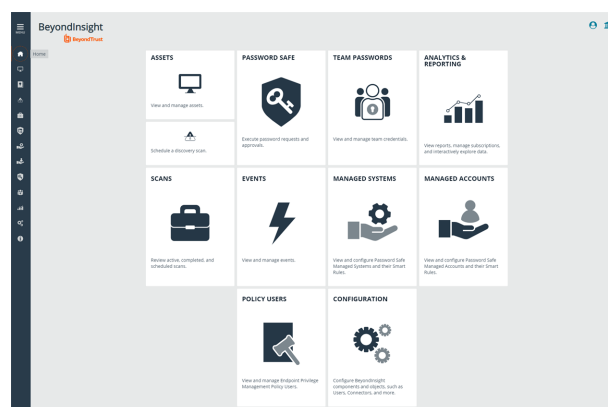 MENU
BeyondInsight
BeyondTrust
Home
ASSETS
View and manage assets.
Schedule a discovery scan.
PASSWORD SAFE
Execute password requests and
approvals.
TEAM PASSWORDS
View and manage team credentials.
ANALYTICS &
REPORTING
View reports, manage subscriptions,
and interactively explore data.
SCANS
Review active, completed, and
scheduled scans.
EVENTS
View and manage events.
MANAGED SYSTEMS
View and configure Password Safe
Managed Systems and their Smart
Rules.
MANAGED ACCOUNTS
View and configure Password Safe
Managed Accounts and their Smart
Rules.
POLICY USERS
View and manage Endpoint Privilege
Management Policy Users.
CONFIGURATION
Configure BeyondInsight
components and objects, such as
Users, Connectors, and more.